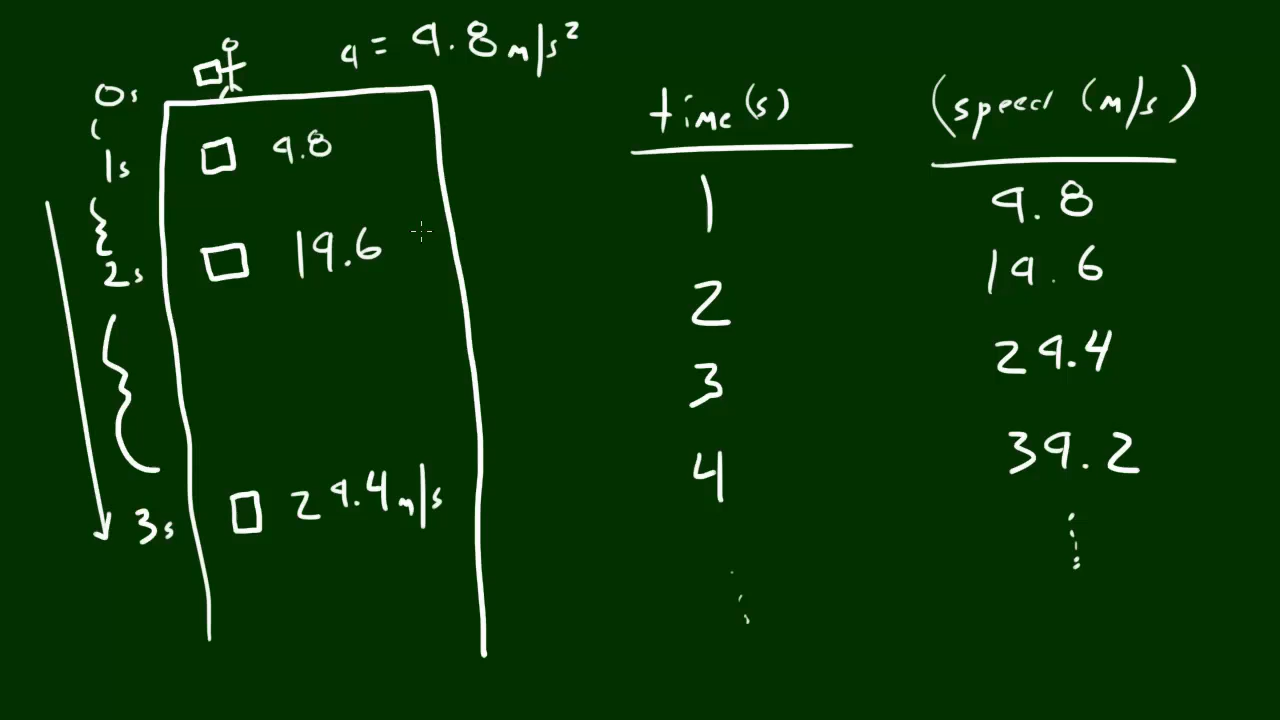 a = 9.8 m/s²
0s
1s
9.8
2s
19.6
3s
29.4 m/s
time (s)
(speed (m/s)
1
9.8
2
19.6
3
29.4
4
39.2